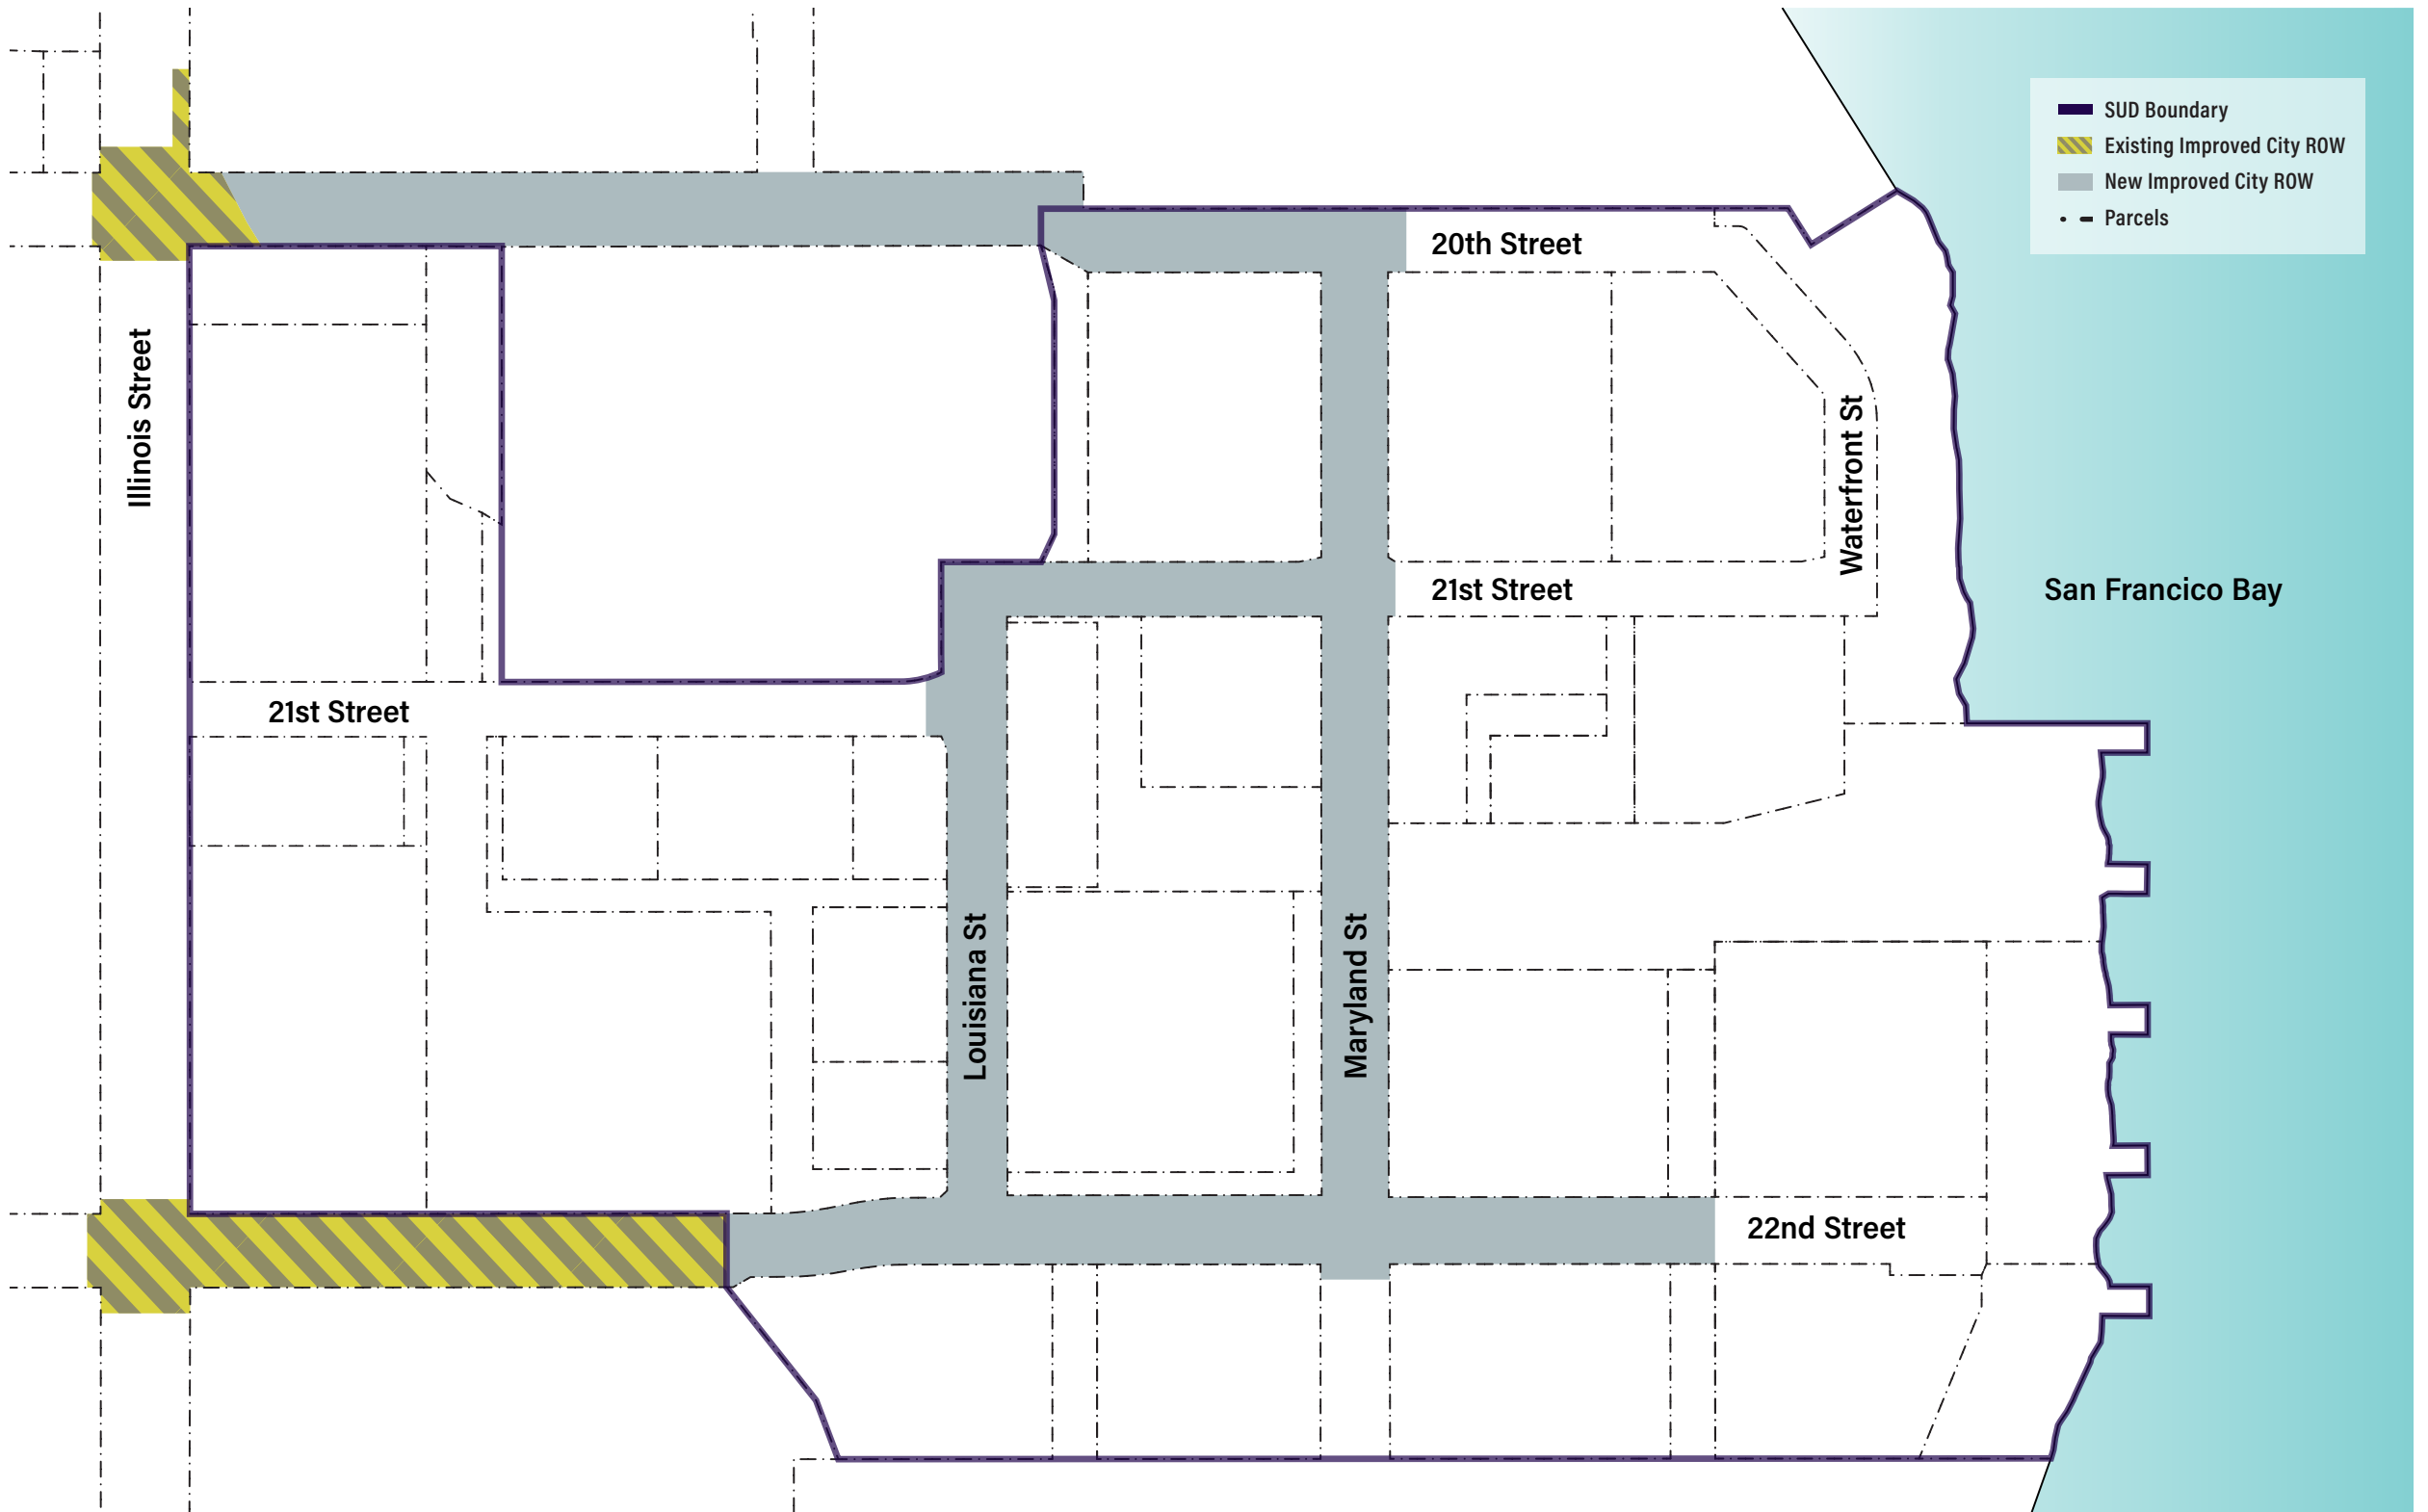 SUD Boundary
Existing Improved City ROW
New Improved City ROW
Parcels
20th Street
Illinois Street
Waterfront St
21st Street
San Francico Bay
21st Street
Louisiana St
Maryland St
22nd Street